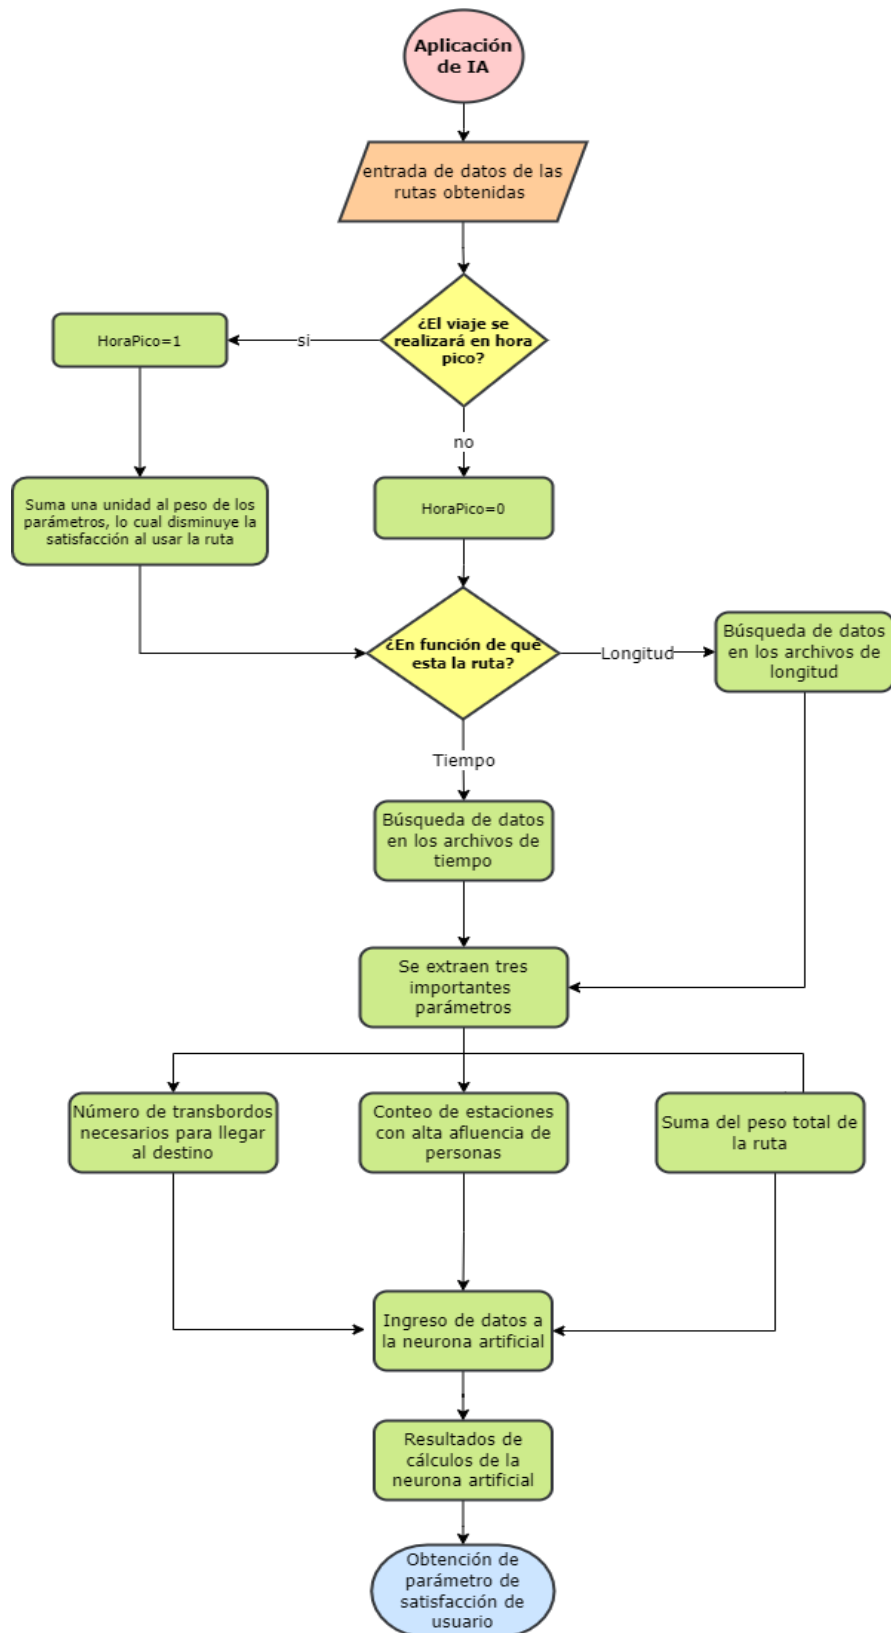 Aplicación
de IA
entrada de datos de las
rutas obtenidas
¿El viaje se
realizará en hora
pico?
si
HoraPico=1
no
Suma una unidad al peso de los
parámetros, lo cual disminuye la
satisfacción al usar la ruta
HoraPico=0
¿En función de qué
esta la ruta?
Longitud
Búsqueda de datos
en los archivos de
longitud
Tiempo
Búsqueda de datos
en los archivos de
tiempo
Se extraen tres
importantes
parámetros
Número de transbordos
necesarios para llegar
al destino
Conteo de estaciones
con alta afluencia de
personas
Suma del peso total de
la ruta
Ingreso de datos a
la neurona artificial
Resultados de
cálculos de la
neurona artificial
Obtención de
parámetro de
satisfacción de
usuario